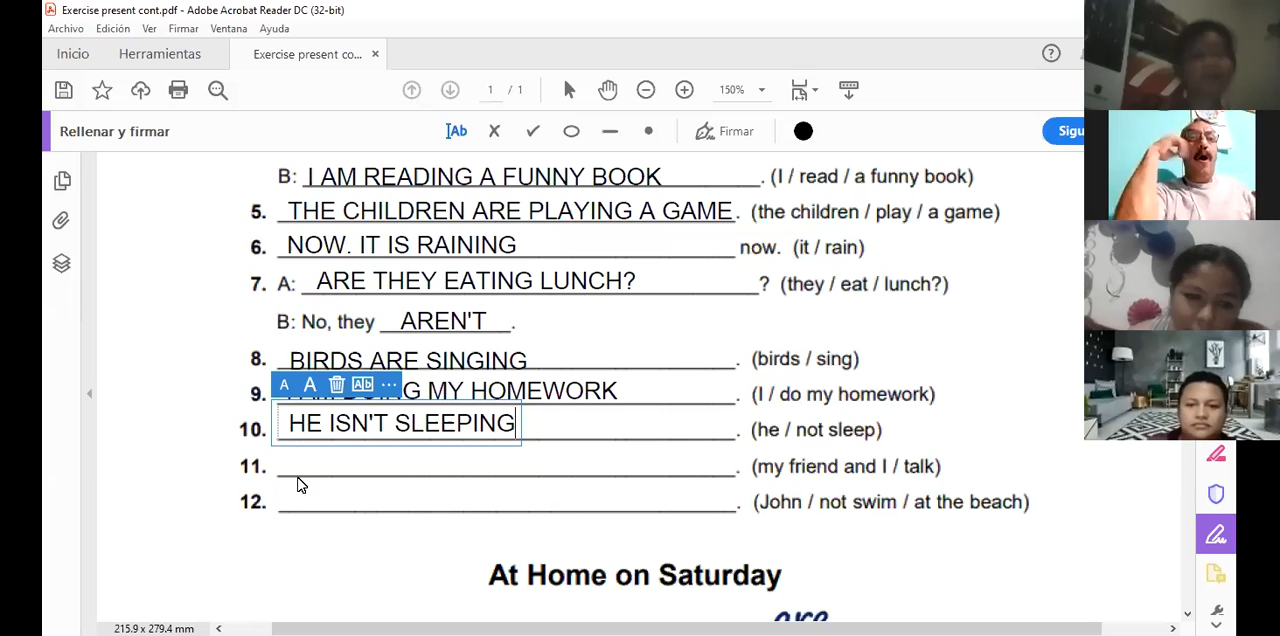 Exercise present cont.pdf - Adobe Acrobat Reader DC (32-bit)
Archivo Edición Ver Firmar Ventana Ayuda
Inicio Herramientas Exercise present co... ×
1 / 1 150%
Rellenar y firmar Ab Firmar Sigu
B: I AM READING A FUNNY BOOK. (I / read / a funny book)
5. THE CHILDREN ARE PLAYING A GAME. (the children / play / a game)
6. NOW. IT IS RAINING now. (it / rain)
7. A: ARE THEY EATING LUNCH? ? (they / eat / lunch?)
B: No, they AREN'T.
8. BIRDS ARE SINGING. (birds / sing)
A A Ab ...
9. MY HOMEWORK. (I / do my homework)
10. HE ISN'T SLEEPING. (he / not sleep)
11. . (my friend and I / talk)
12. . (John / not swim / at the beach)
At Home on Saturday
are
215.9 x 279.4 mm